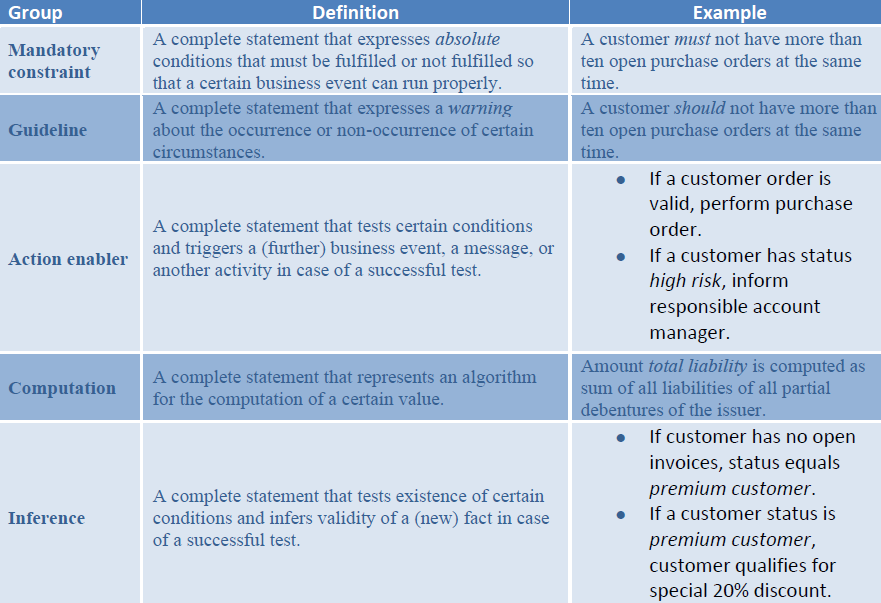 Group Definition Example
Mandatory
constraint
A complete statement that expresses absolute
conditions that must be fulfilled or not fulfilled so
that a certain business event can run properly.
A customer must not have more than
ten open purchase orders at the same
time.
Guideline
A complete statement that expresses a warning
about the occurrence or non-occurrence of certain
circumstances.
A customer should not have more than
ten open purchase orders at the same
time.
Action enabler
A complete statement that tests certain conditions
and triggers a (further) business event, a message, or
another activity in case of a successful test.
• If a customer order is
valid, perform purchase
order.
• If a customer has status
high risk, inform
responsible account
manager.
Computation
A complete statement that represents an algorithm
for the computation of a certain value.
Amount total liability is computed as
sum of all liabilities of all partial
debentures of the issuer.
Inference
A complete statement that tests existence of certain
conditions and infers validity of a (new) fact in case
of a successful test.
• If customer has no open
invoices, status equals
premium customer.
• If a customer status is
premium customer,
customer qualifies for
special 20% discount.